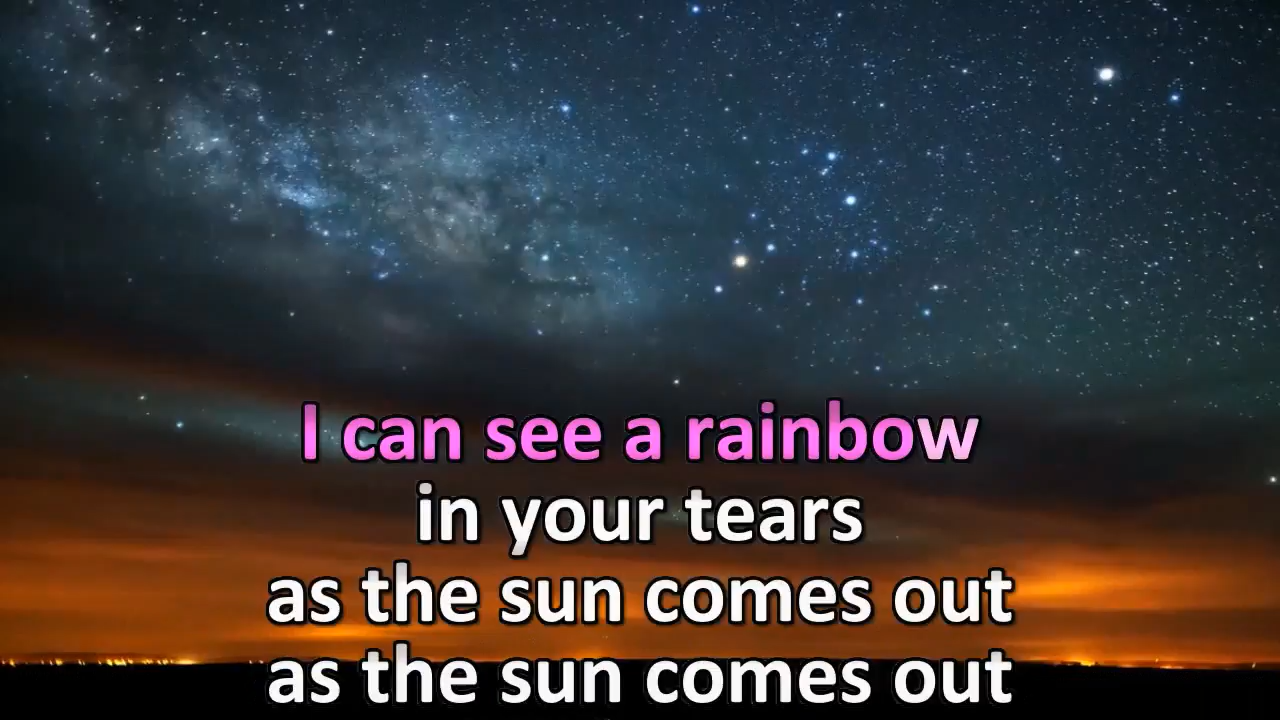 I can see a rainbow
in your tears
as the sun comes out
as the sun comes out